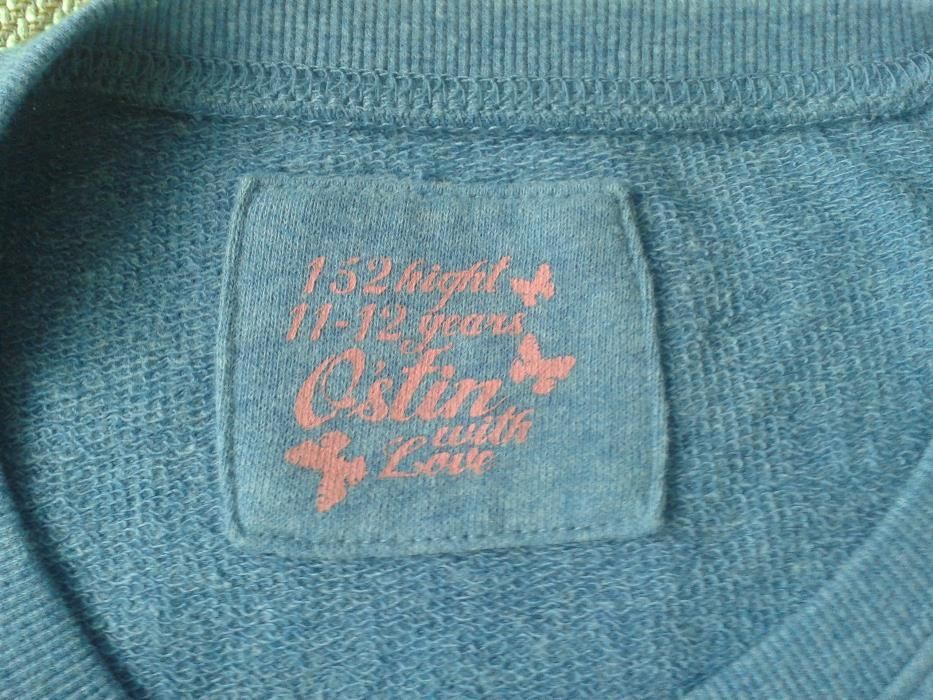 152 hight
11-12 years
O'stin
with
Love